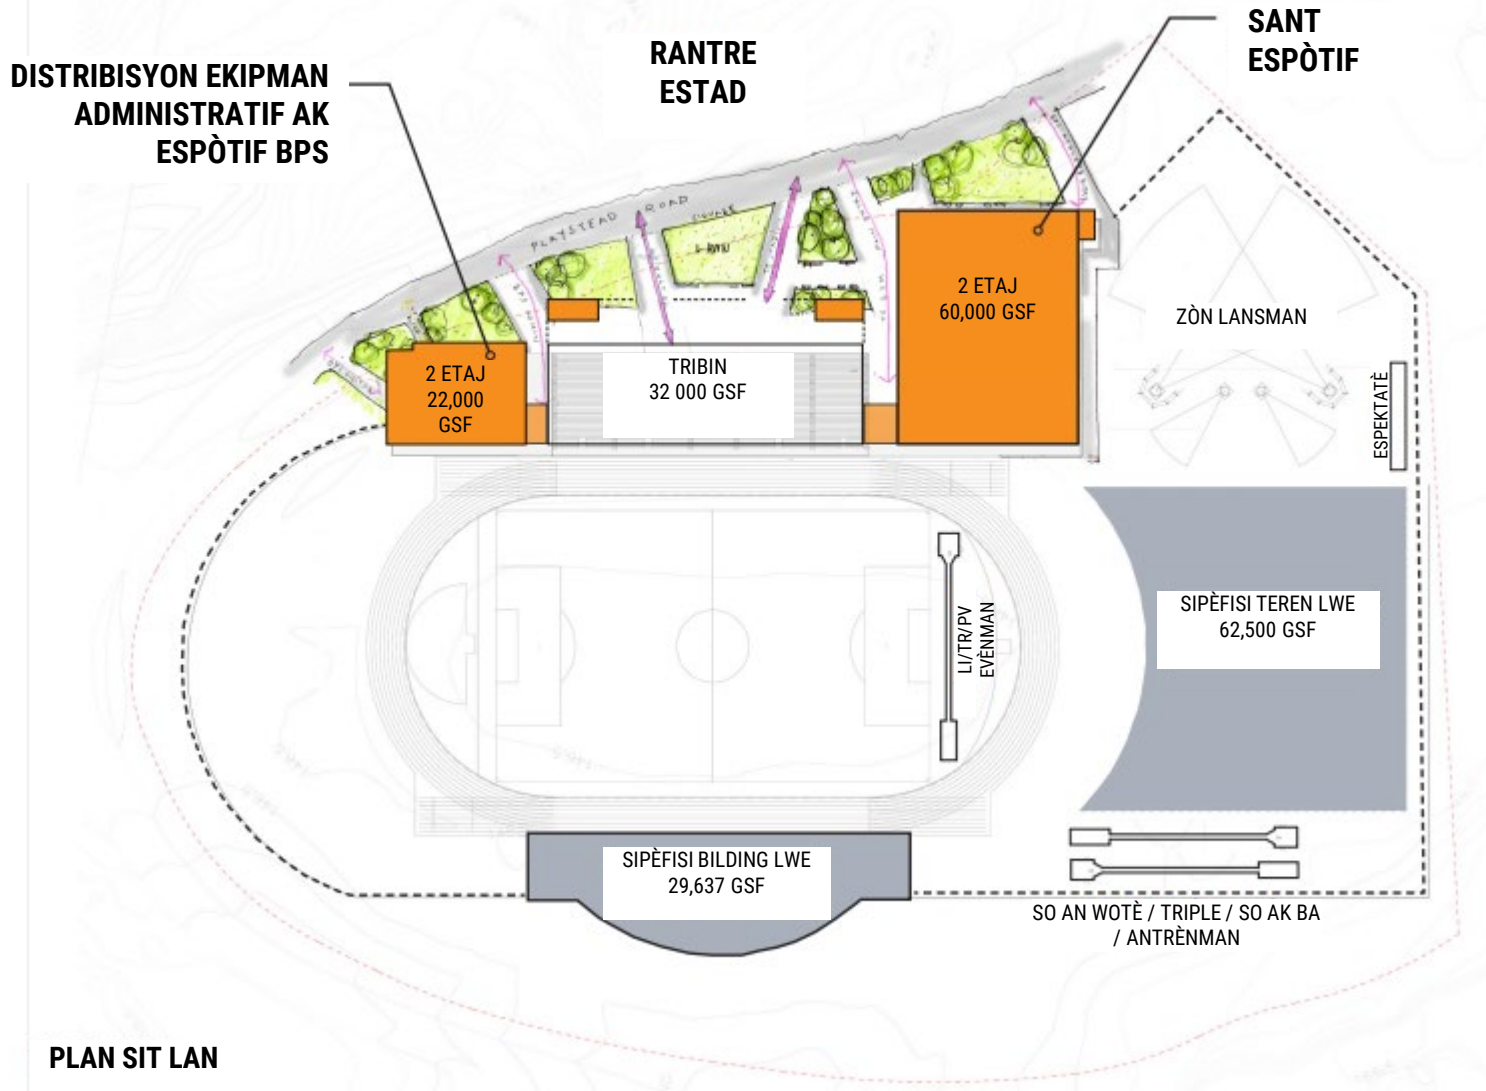 DISTRIBISYON EKIPMAN
ADMINISTRATIF AK
ESPÒTIF BPS
RANTRE
ESTAD
SANT
ESPÒTIF
PLAYSTEAD ROAD
2 ETAJ
60,000 GSF
ZÒN LANSMAN
2 ETAJ
22,000
GSF
TRIBIN
32 000 GSF
ESPEKTATÈ
LI/TR/PV
EVÈNMAN
SIPÈFISI TEREN LWE
62,500 GSF
SIPÈFISI BILDING LWE
29,637 GSF
SO AN WOTÈ / TRIPLE / SO AK BA
/ ANTRÈNMAN
PLAN SIT LAN